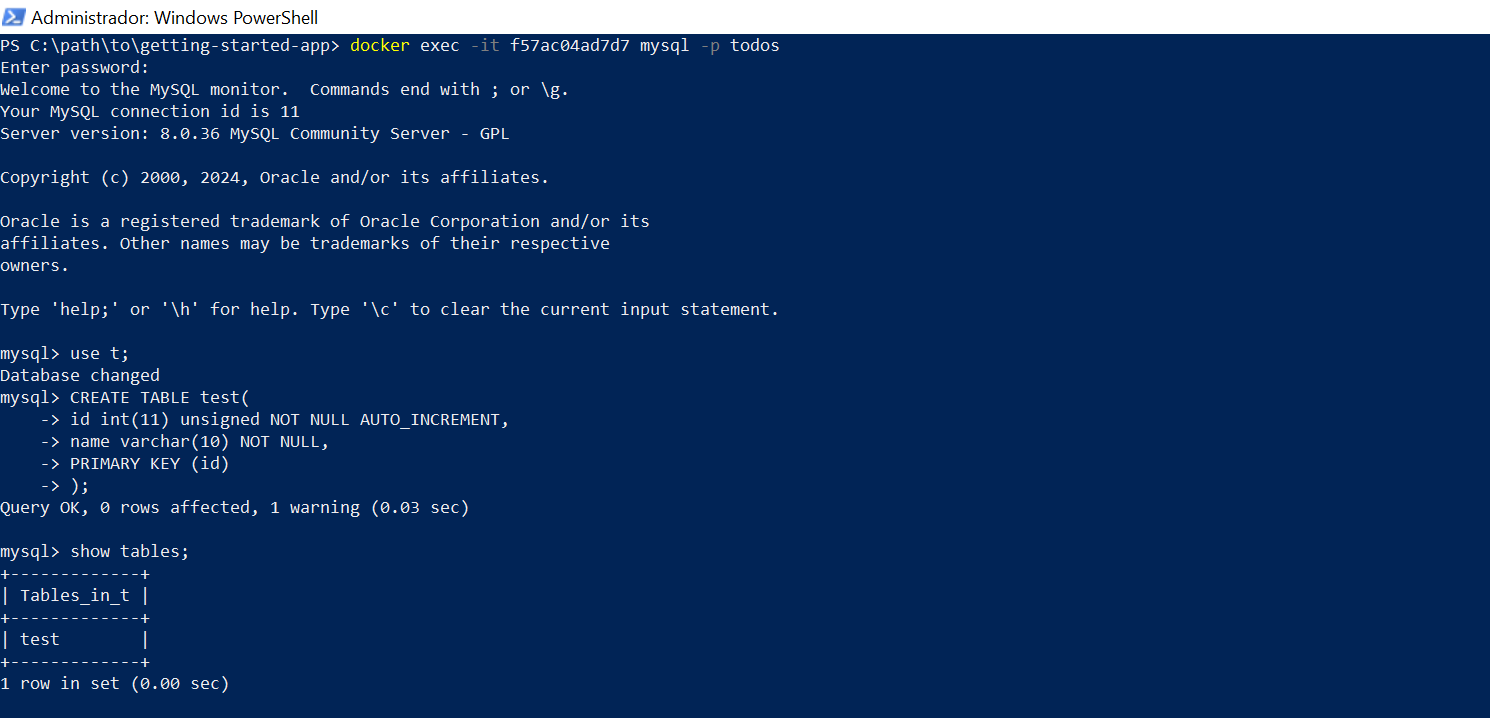 Administrador: Windows PowerShell
PS C:\path\to\getting-started-app> docker exec -it f57ac04ad7d7 mysql -p todos
Enter password:
Welcome to the MySQL monitor.  Commands end with ; or \g.
Your MySQL connection id is 11
Server version: 8.0.36 MySQL Community Server - GPL

Copyright (c) 2000, 2024, Oracle and/or its affiliates.

Oracle is a registered trademark of Oracle Corporation and/or its
affiliates. Other names may be trademarks of their respective
owners.

Type 'help;' or '\h' for help. Type '\c' to clear the current input statement.

mysql> use t;
Database changed
mysql> CREATE TABLE test(
    -> id int(11) unsigned NOT NULL AUTO_INCREMENT,
    -> name varchar(10) NOT NULL,
    -> PRIMARY KEY (id)
    -> );
Query OK, 0 rows affected, 1 warning (0.03 sec)

mysql> show tables;
+-------------+
| Tables_in_t |
+-------------+
| test        |
+-------------+
1 row in set (0.00 sec)